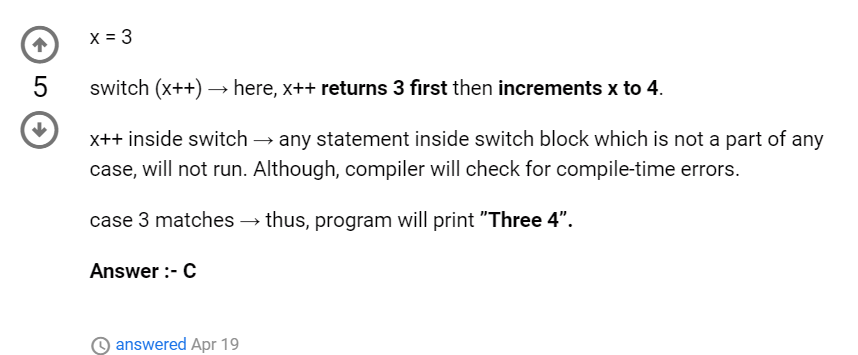 x = 3
5
switch (x++) → here, x++ returns 3 first then increments x to 4.
x++ inside switch → any statement inside switch block which is not a part of any
case, will not run. Although, compiler will check for compile-time errors.
case 3 matches → thus, program will print ”Three 4”.
Answer :- C
answered Apr 19